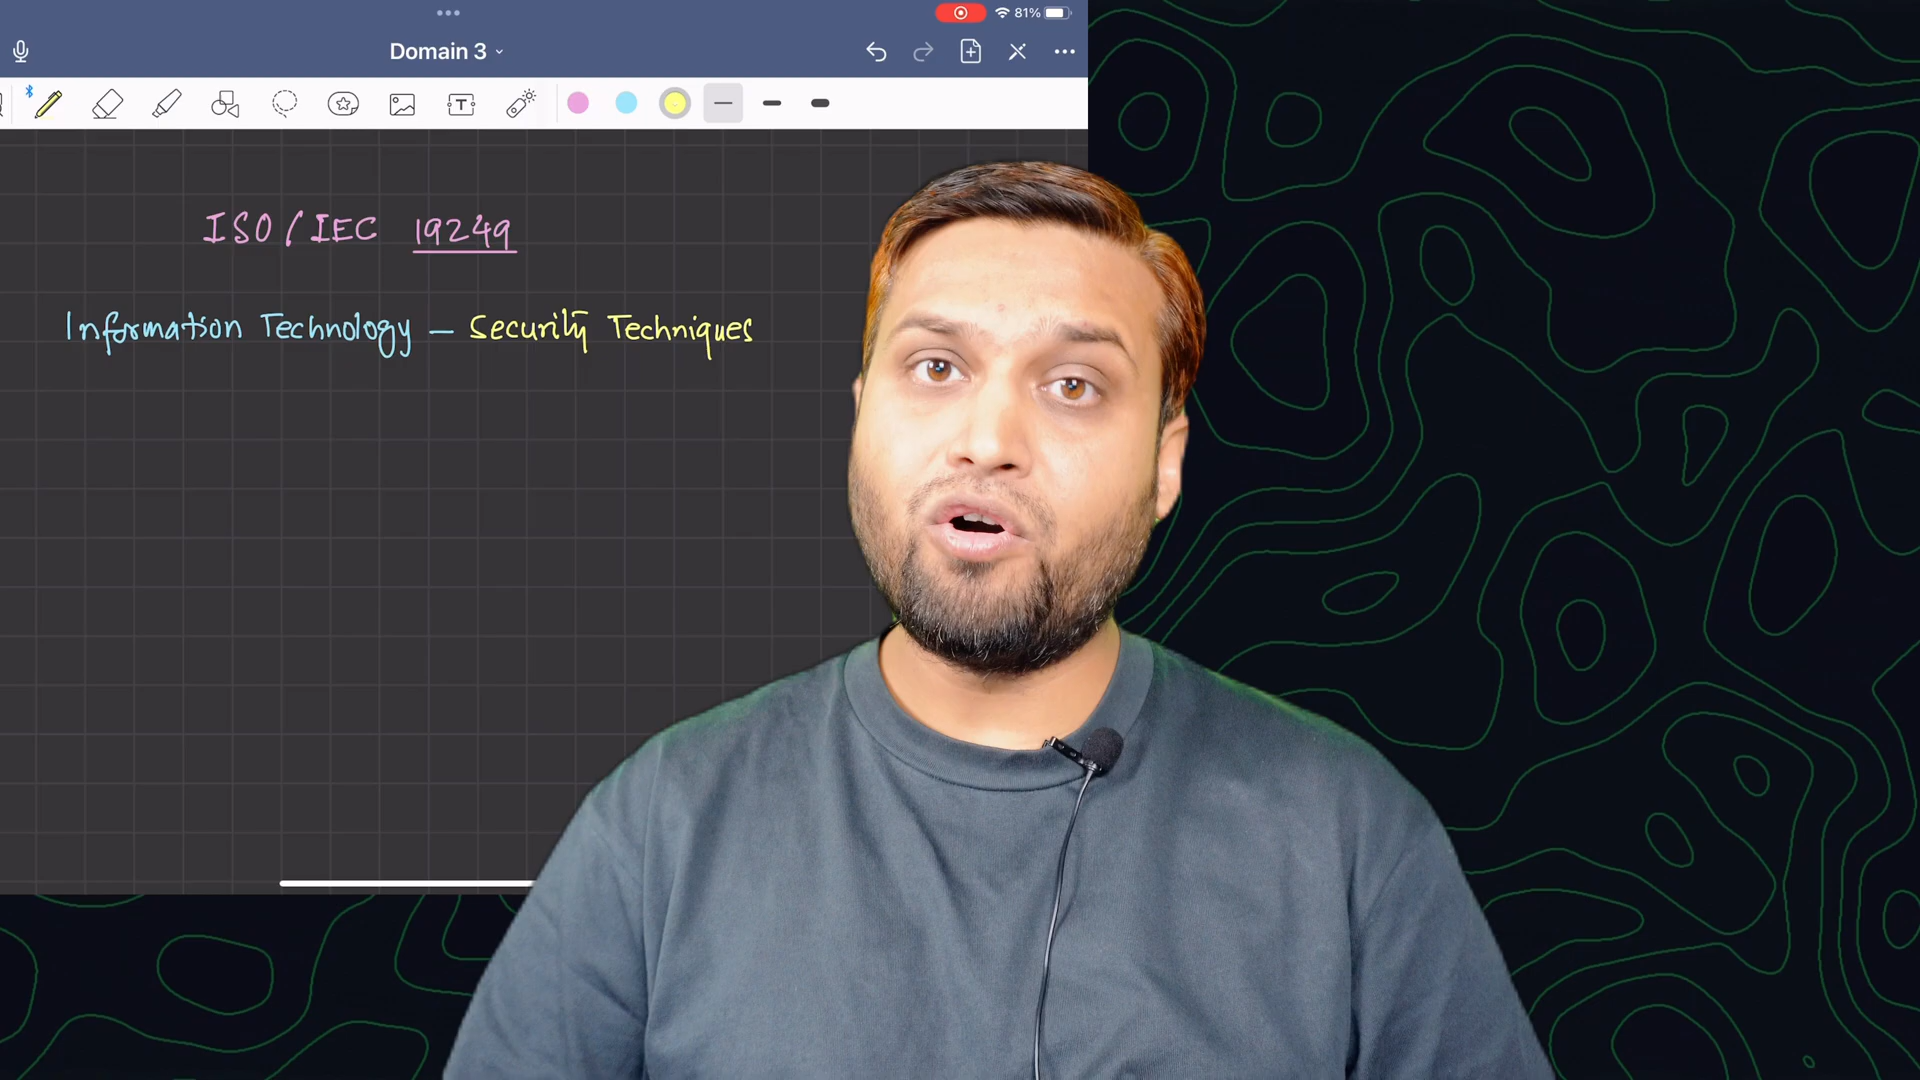 81%
Domain 3
T
ISO/IEC 19249
Information Technology – Security Techniques